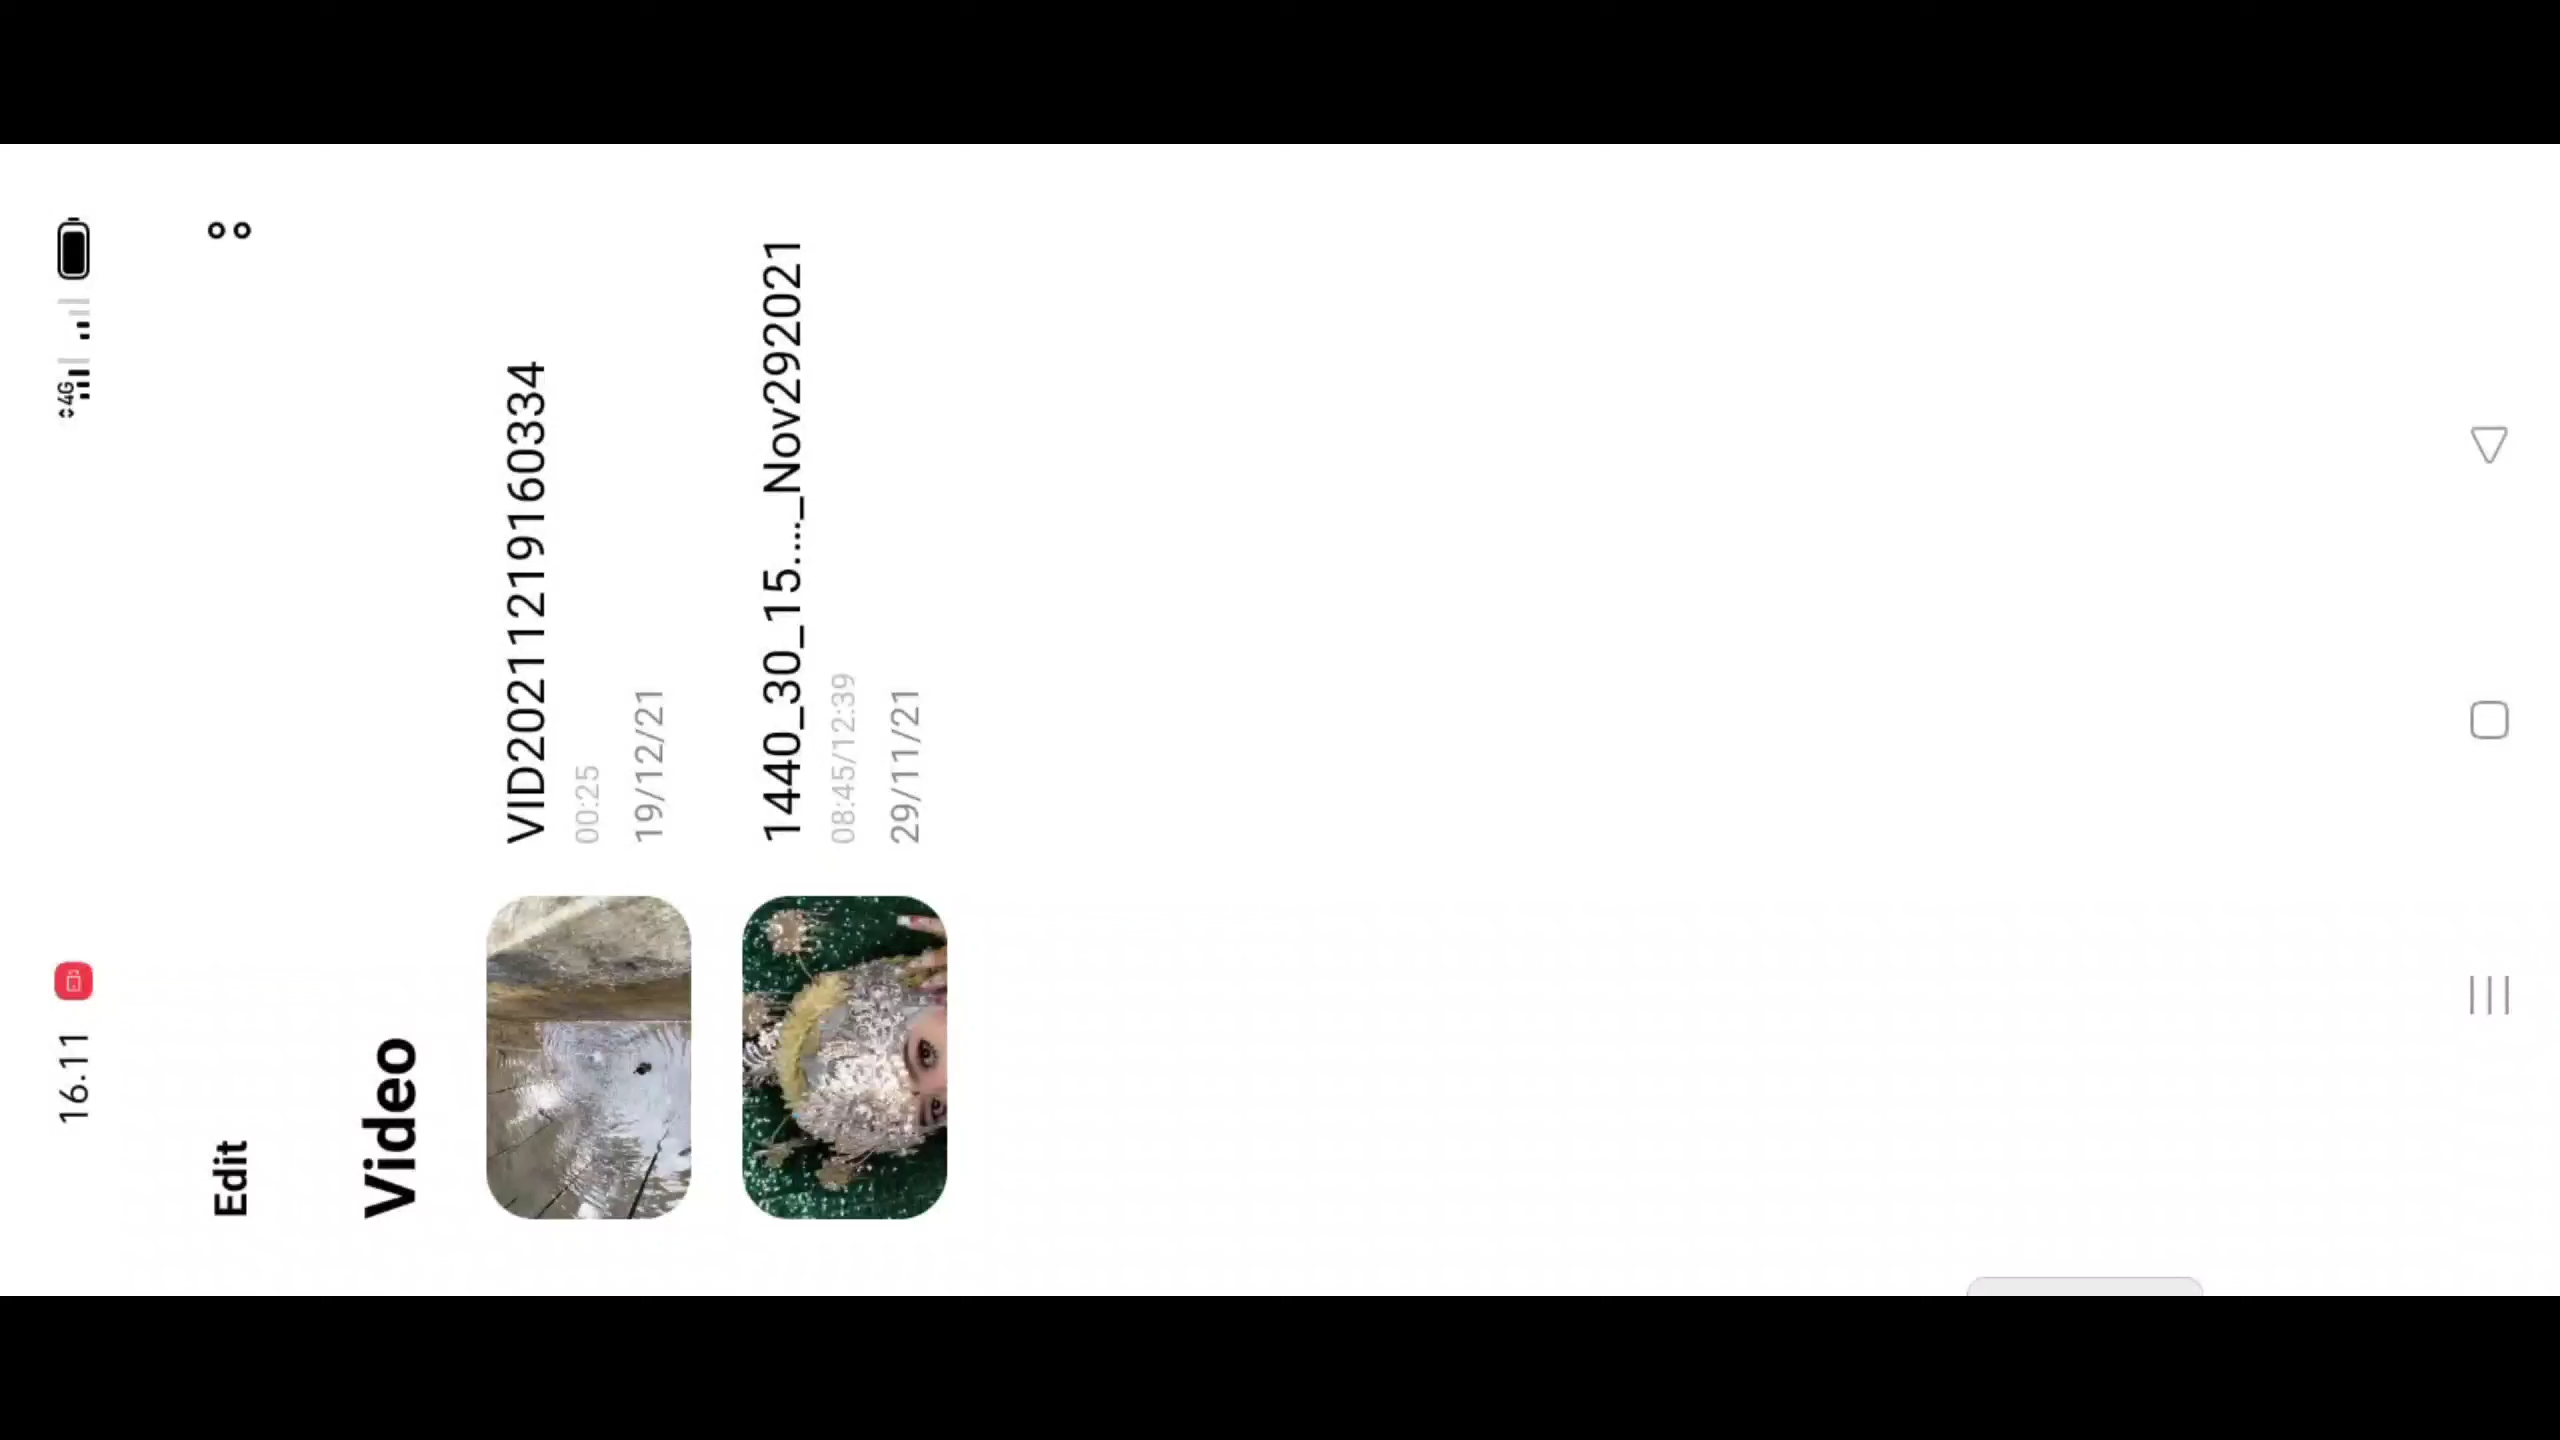 16.11
4G
Edit
Video
VID20211219160334
00:25
19/12/21
1440_30_15...._Nov292021
08:45/12:39
29/11/21